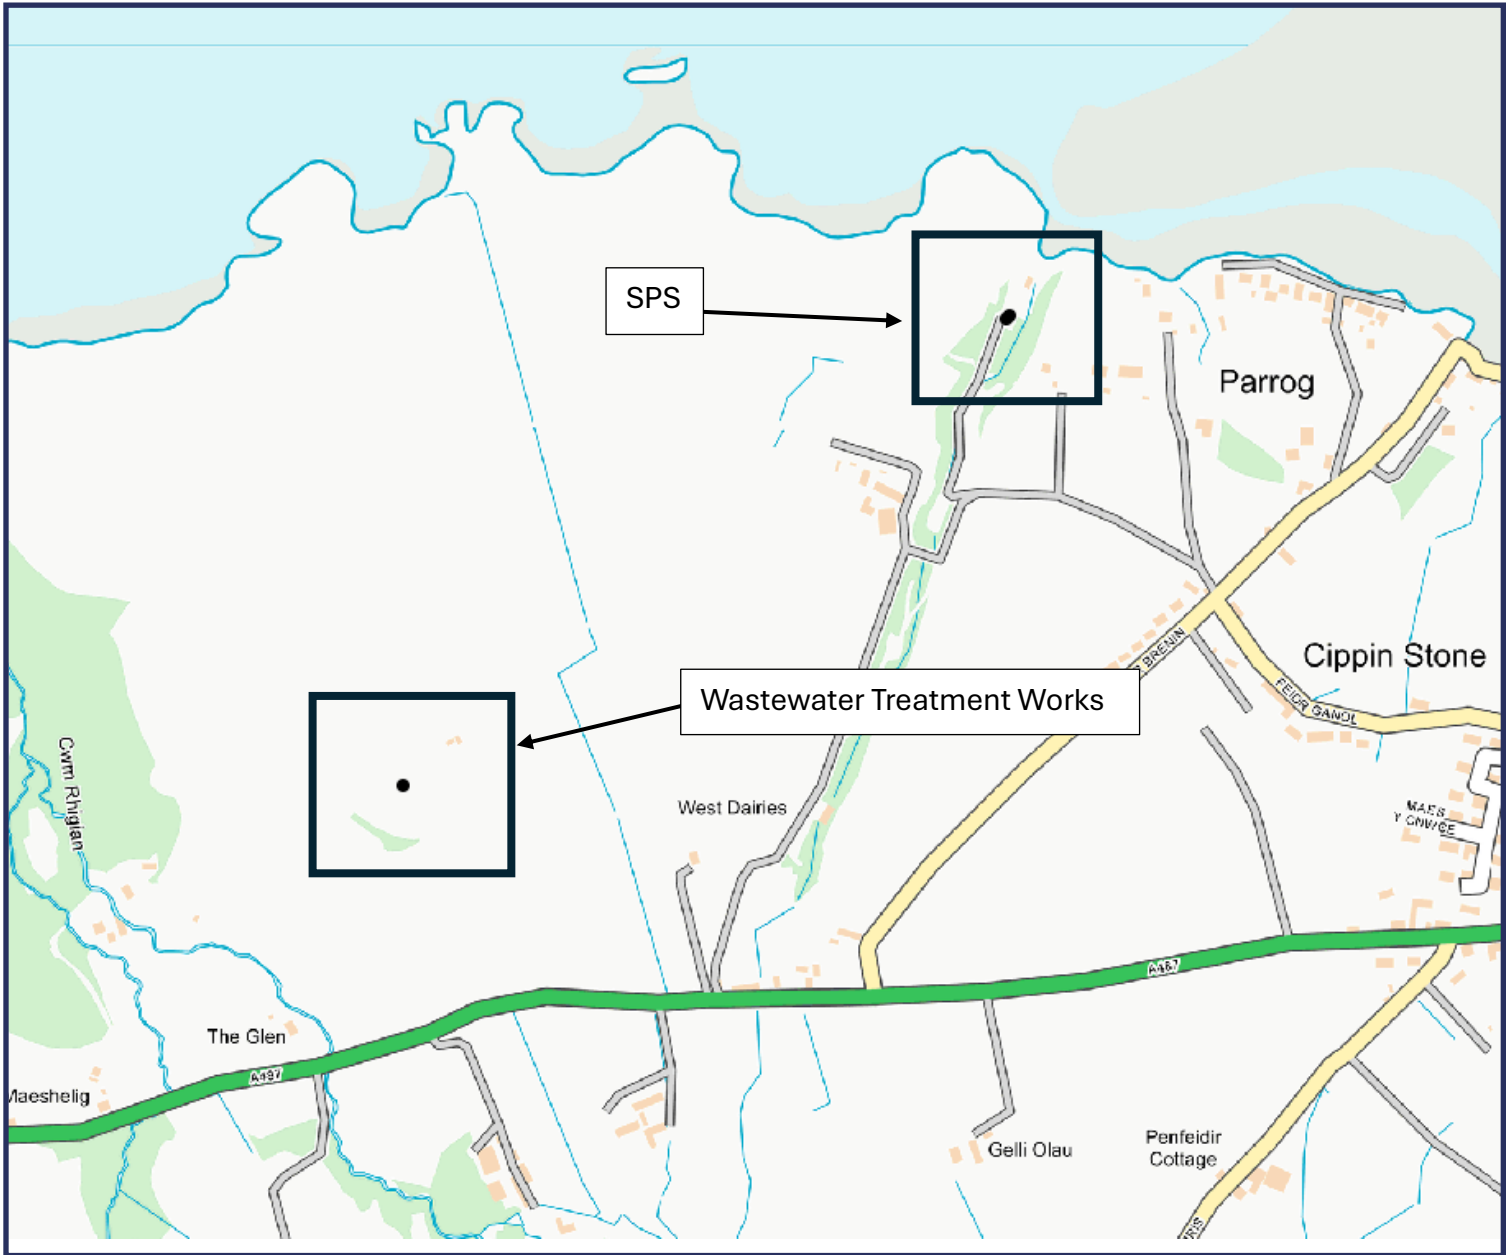 SPS
Parrog
BRENIN
Cippin Stone
FEIDR GANOL
Wastewater Treatment Works
Cwm Rhigian
West Dairies
MAES
Y CNWCE
A487
The Glen
A487
Maeshelig
Gelli Olau
Penfeidir
Cottage